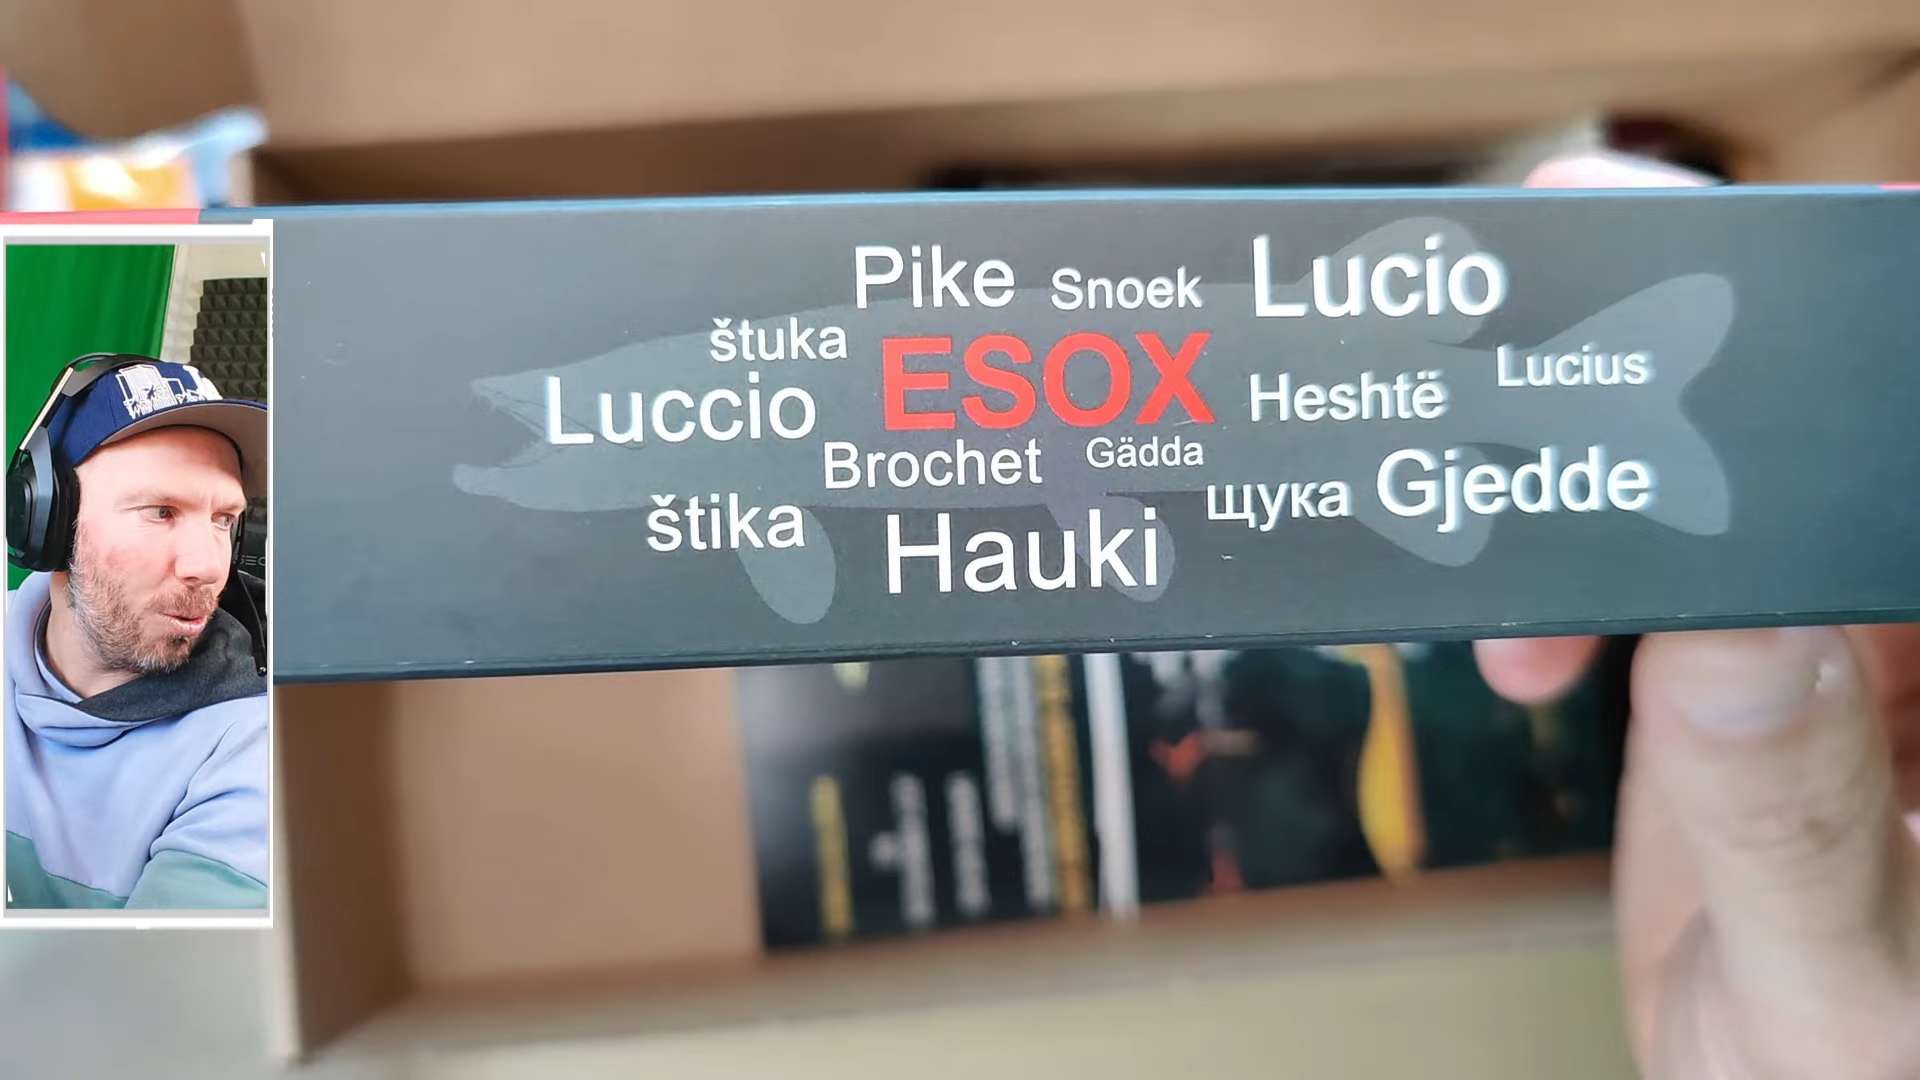 Pike Snoek Lucio
štuka ESOX Heshtë Lucius
Luccio
Brochet Gädda щука Gjedde
štika Hauki